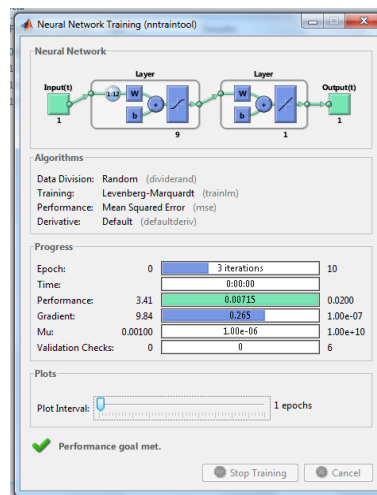 Neural Network Training (nntraintool)
Neural Network
Layer Layer
Input(t) Output(t)
1:12 W W
b b
1 9 1 1
Algorithms
Data Division: Random (dividerand)
Training: Levenberg-Marquardt (trainlm)
Performance: Mean Squared Error (mse)
Derivative: Default (defaultderiv)
Progress
Epoch: 0 3 iterations 10
Time: 0:00:00
Performance: 3.41 0.00715 0.0200
Gradient: 9.84 0.265 1.00e-07
Mu: 0.00100 1.00e-06 1.00e+10
Validation Checks: 0 0 6
Plots
Plot Interval: 1 epochs
Performance goal met.
Stop Training Cancel